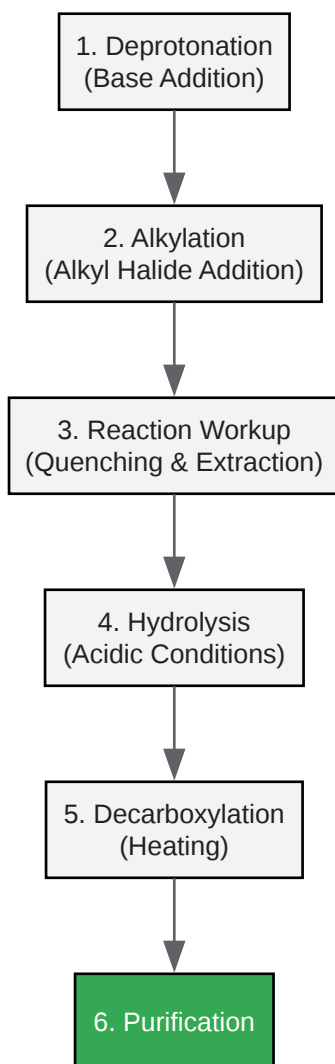 1. Deprotonation
(Base Addition)
2. Alkylation
(Alkyl Halide Addition)
3. Reaction Workup
(Quenching & Extraction)
4. Hydrolysis
(Acidic Conditions)
5. Decarboxylation
(Heating)
6. Purification